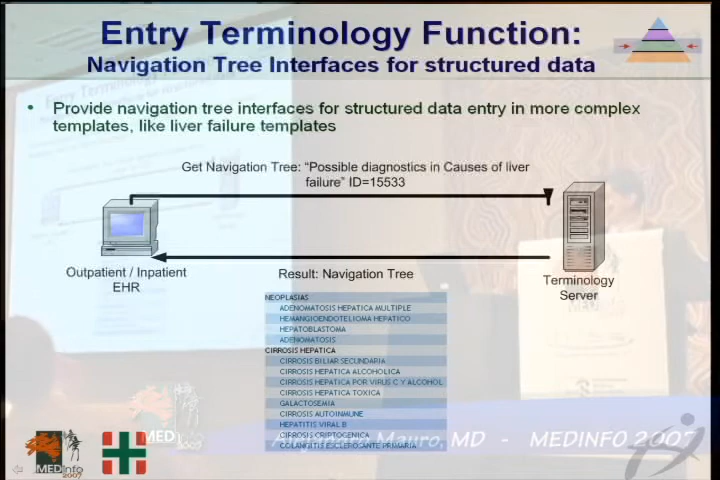 Entry Terminology Function:
Navigation Tree Interfaces for structured data
• Provide navigation tree interfaces for structured data entry in more complex
templates, like liver failure templates
Get Navigation Tree: “Possible diagnostics in Causes of liver
failure” ID=15533
Outpatient / Inpatient
EHR
Result: Navigation Tree
Terminology
Server
NEOPLASIAS
ADENOMATOSIS HEPATICA MULTIPLE
HEMANGIOENDOTELIOMA HEPATICO
HEPATOBLASTOMA
ADENOMATOSIS
CIRROSIS HEPATICA
CIRROSIS BILIAR SECUNDARIA
CIRROSIS HEPATICA ALCOHOLICA
CIRROSIS HEPATICA POR VIRUS C Y ALCOHOL
CIRROSIS HEPATICA TOXICA
GALACTOSEMIA
CIRROSIS AUTOINMUNE
HEPATITIS VIRAL B
CIRROSIS CRIPTOGENICA
COLANGITIS ESCLEROSANTE PRIMARIA
Mauro, MD - MEDINFO 2007
MED
2007
MEDinfo
2007